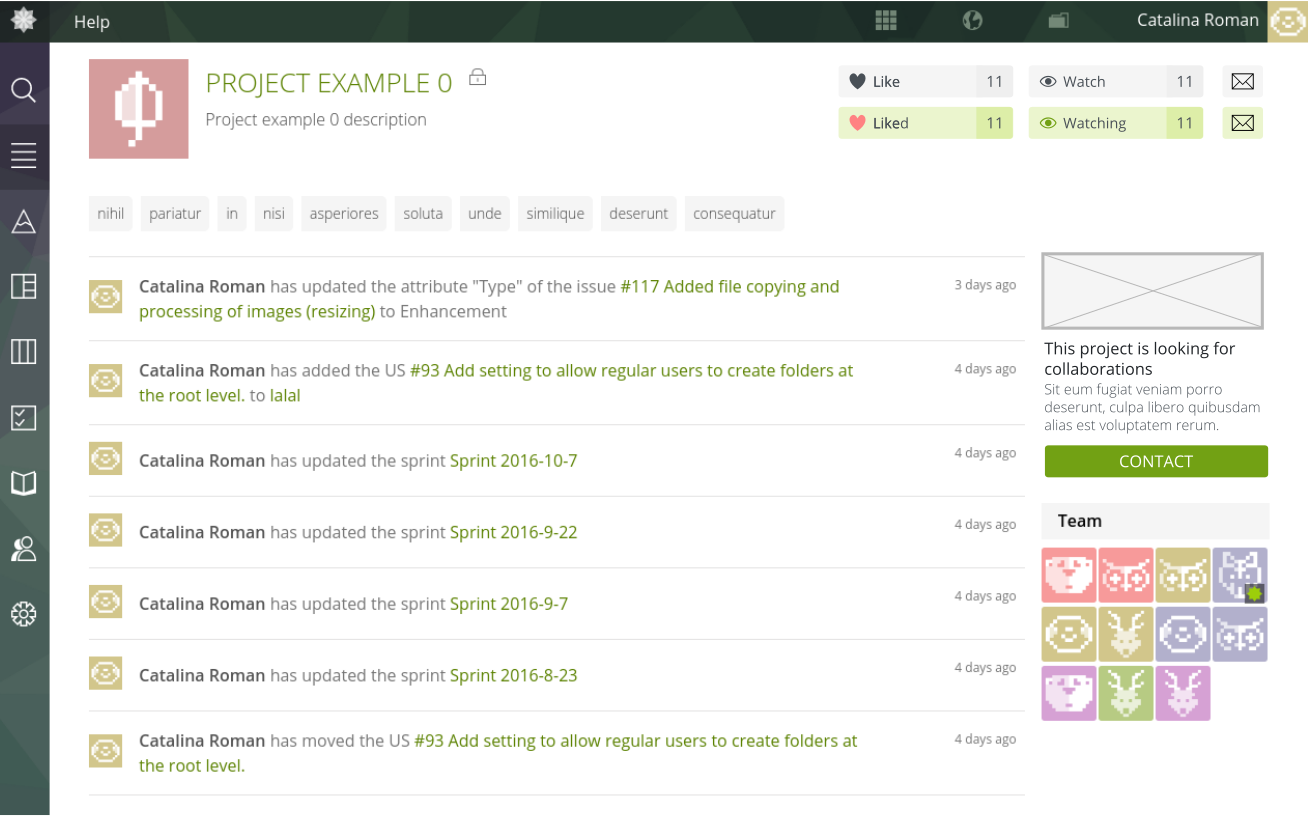 Help
Catalina Roman
PROJECT EXAMPLE 0
Project example 0 description
Like 11
Watch 11
Liked 11
Watching 11
nihil pariatur in nisi asperiores soluta unde similique deserunt consequatur
Catalina Roman has updated the attribute "Type" of the issue #117 Added file copying and
processing of images (resizing) to Enhancement
3 days ago
Catalina Roman has added the US #93 Add setting to allow regular users to create folders at
the root level. to lalal
4 days ago
Catalina Roman has updated the sprint Sprint 2016-10-7
4 days ago
Catalina Roman has updated the sprint Sprint 2016-9-22
4 days ago
Catalina Roman has updated the sprint Sprint 2016-9-7
4 days ago
Catalina Roman has updated the sprint Sprint 2016-8-23
4 days ago
Catalina Roman has moved the US #93 Add setting to allow regular users to create folders at
the root level.
4 days ago
This project is looking for
collaborations
Sit eum fugiat veniam porro
deserunt, culpa libero quibusdam
alias est voluptatem rerum.
CONTACT
Team